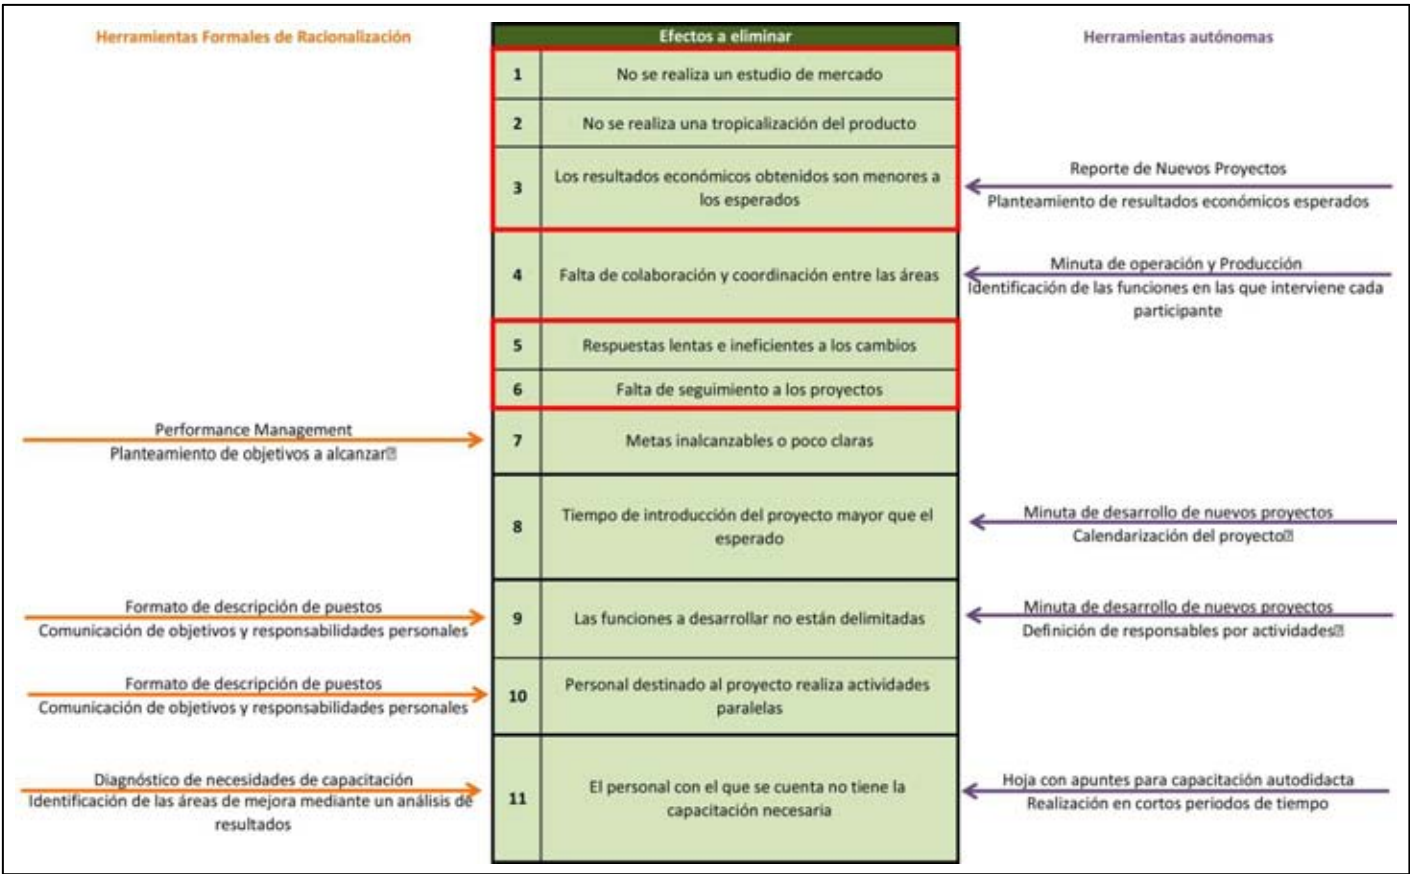 Herramientas Formales de Racionalización
Efectos a eliminar
Herramientas autónomas
1
No se realiza un estudio de mercado
2
No se realiza una tropicalización del producto
3
Los resultados económicos obtenidos son menores a
los esperados
Reporte de Nuevos Proyectos
Planteamiento de resultados económicos esperados
4
Falta de colaboración y coordinación entre las áreas
Minuta de operación y Producción
Identificación de las funciones en las que interviene cada
participante
5
Respuestas lentas e ineficientes a los cambios
6
Falta de seguimiento a los proyectos
Performance Management
Planteamiento de objetivos a alcanzar
7
Metas inalcanzables o poco claras
8
Tiempo de introducción del proyecto mayor que el
esperado
Minuta de desarrollo de nuevos proyectos
Calendarización del proyecto
Formato de descripción de puestos
Comunicación de objetivos y responsabilidades personales
9
Las funciones a desarrollar no están delimitadas
Minuta de desarrollo de nuevos proyectos
Definición de responsables por actividades
Formato de descripción de puestos
Comunicación de objetivos y responsabilidades personales
10
Personal destinado al proyecto realiza actividades
paralelas
Diagnóstico de necesidades de capacitación
Identificación de las áreas de mejora mediante un análisis de
resultados
11
El personal con el que se cuenta no tiene la
capacitación necesaria
Hoja con apuntes para capacitación autodidacta
Realización en cortos periodos de tiempo